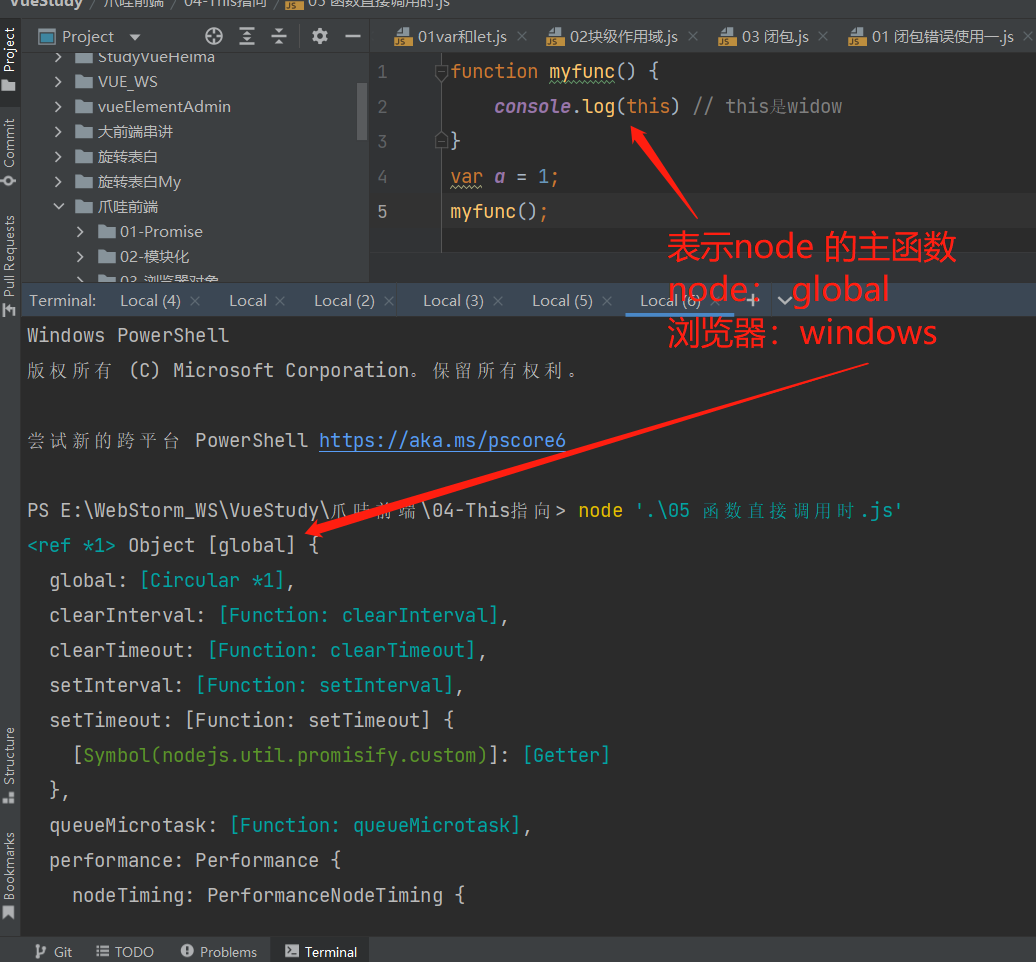 VueStudy / 爪哇前端 / 04-This指向 / 05 函数直接调用时.js
Project
01var和let.js
02块级作用域.js
03 闭包.js
01 闭包错误使用一.js
StudyVueHeima
VUE_WS
vueElementAdmin
大前端串讲
旋转表白
旋转表白My
爪哇前端
01-Promise
02-模块化
03 浏览器对象
1 function myfunc() {
2 console.log(this) // this是widow
3 }
4 var a = 1;
5 myfunc();
表示node 的主函数
node: global
浏览器：windows
Project
Commit
Pull Requests
Structure
Bookmarks
Terminal: Local (4) Local Local (2) Local (3) Local (5) Local (6)
Windows PowerShell
版权所有 (C) Microsoft Corporation。保留所有权利。
尝试新的跨平台 PowerShell https://aka.ms/pscore6
PS E:\WebStorm_WS\VueStudy\爪哇前端\04-This指向> node '.\05 函数直接调用时.js'
<ref *1> Object [global] {
global: [Circular *1],
clearInterval: [Function: clearInterval],
clearTimeout: [Function: clearTimeout],
setInterval: [Function: setInterval],
setTimeout: [Function: setTimeout] {
[Symbol(nodejs.util.promisify.custom)]: [Getter]
},
queueMicrotask: [Function: queueMicrotask],
performance: Performance {
nodeTiming: PerformanceNodeTiming {
Git TODO Problems Terminal